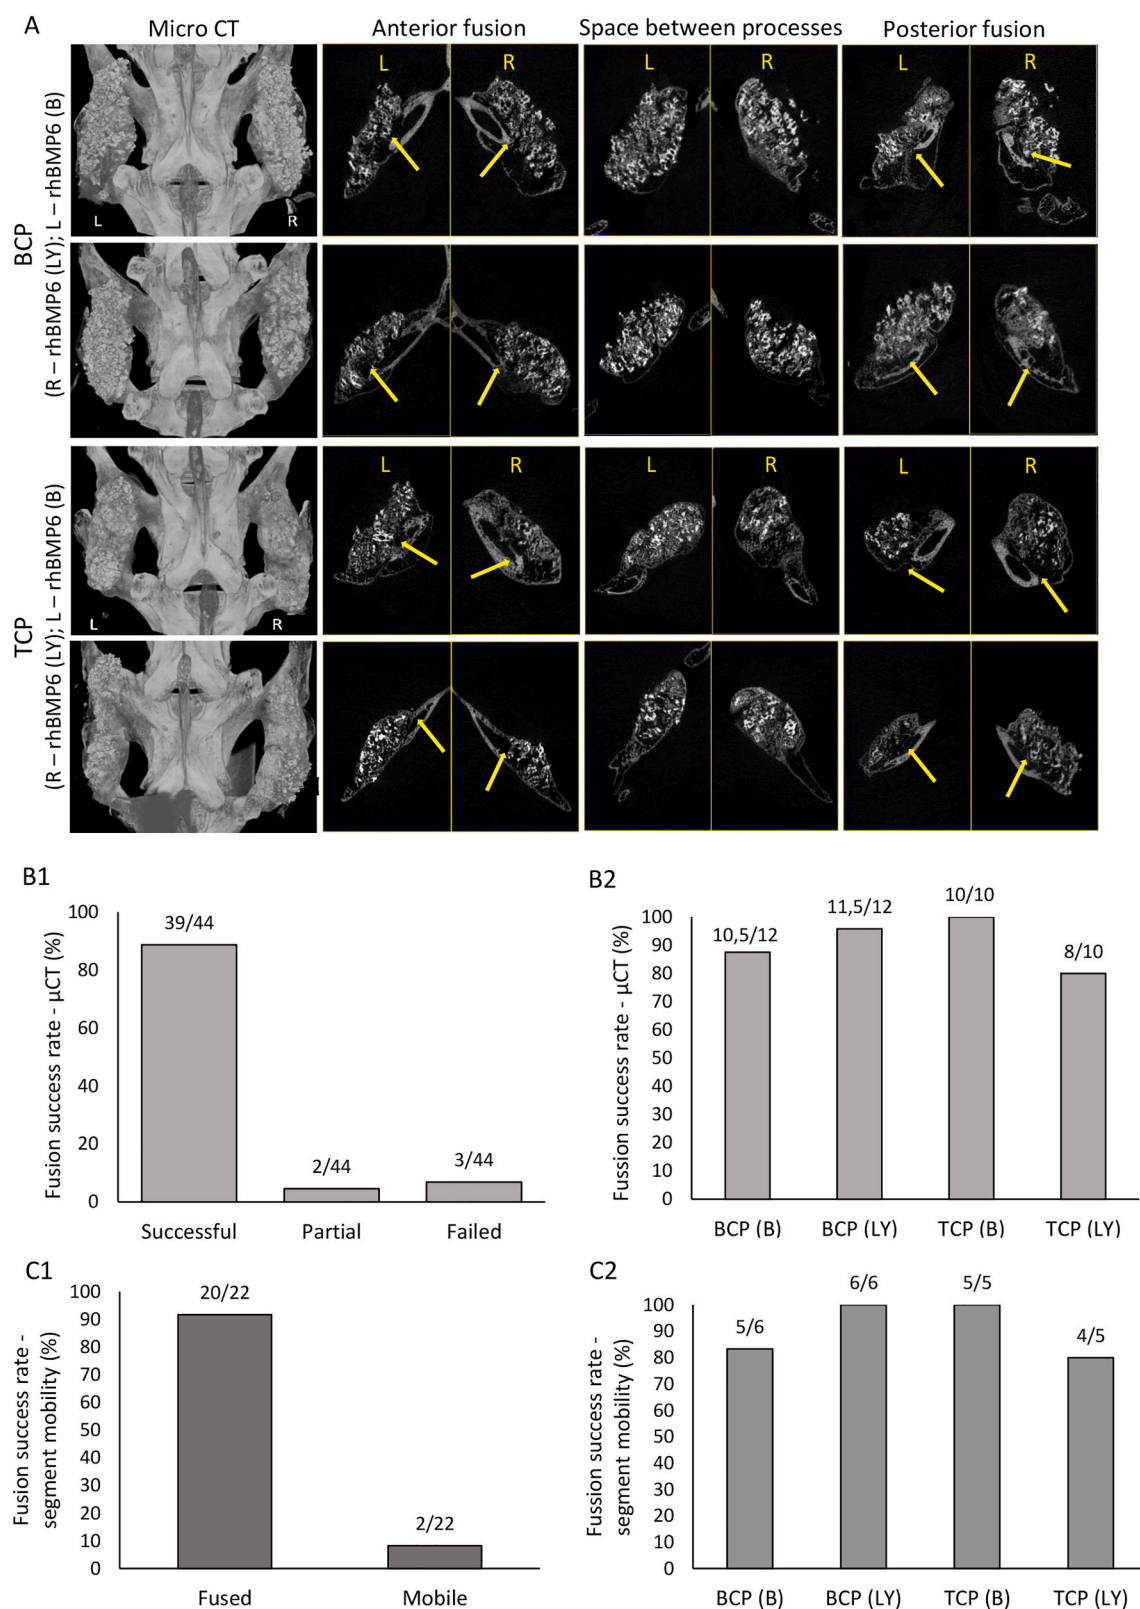 A
Micro CT
Anterior fusion
Space between processes
Posterior fusion
BCP
(R – rhBMP6 (LY); L – rhBMP6 (B)
L
R
L
R
L
R
L
R
TCP
(R – rhBMP6 (LY); L – rhBMP6 (B)
L
R
L
R
L
R
L
R
B1
Fusion success rate - µCT (%)
100
80
60
40
20
0
39/44
2/44
3/44
Successful
Partial
Failed
B2
Fussion success rate - µCT (%)
100
90
80
70
60
50
40
30
20
10
0
10,5/12
11,5/12
10/10
8/10
BCP (B)
BCP (LY)
TCP (B)
TCP (LY)
C1
Fusion success rate -
segment mobility (%)
100
90
80
70
60
50
40
30
20
10
0
20/22
2/22
Fused
Mobile
C2
Fussion success rate -
segment mobility (%)
100
90
80
70
60
50
40
30
20
10
0
5/6
6/6
5/5
4/5
BCP (B)
BCP (LY)
TCP (B)
TCP (LY)